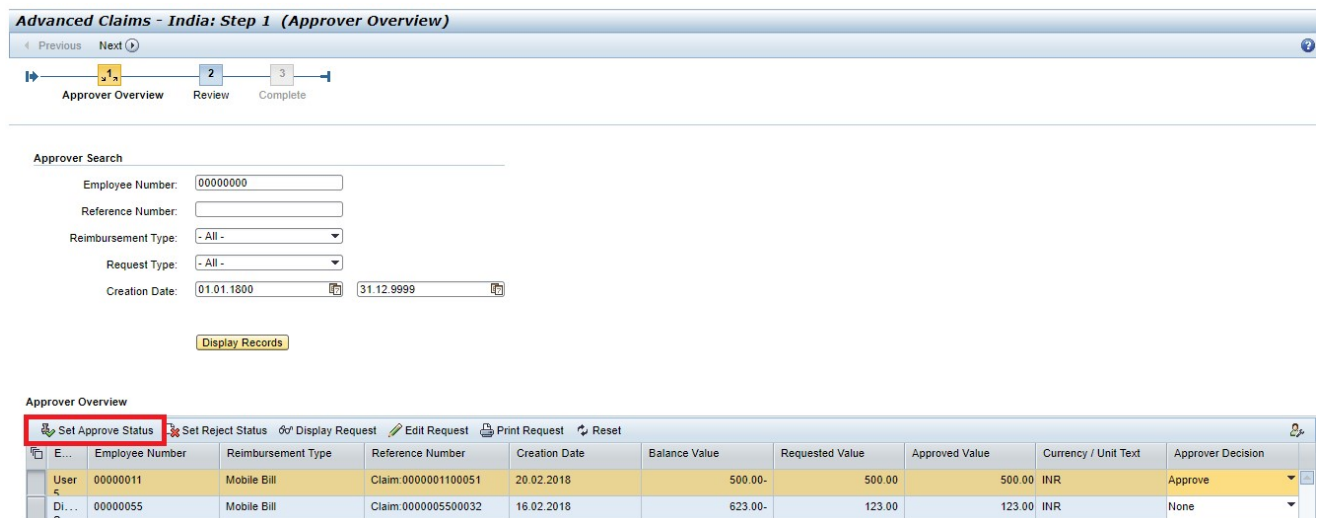 Advanced Claims - India: Step 1 (Approver Overview)
Previous Next
1 2 3
Approver Overview Review Complete
Approver Search
Employee Number: 00000000
Reference Number:
Reimbursement Type: - All -
Request Type: - All -
Creation Date: 01.01.1800 31.12.9999
Display Records
Approver Overview
Set Approve Status Set Reject Status Display Request Edit Request Print Request Reset
E... Employee Number Reimbursement Type Reference Number Creation Date Balance Value Requested Value Approved Value Currency / Unit Text Approver Decision
User 00000011 Mobile Bill Claim:0000001100051 20.02.2018 500.00- 500.00 500.00 INR Approve
Di... 00000055 Mobile Bill Claim:0000005500032 16.02.2018 623.00- 123.00 123.00 INR None